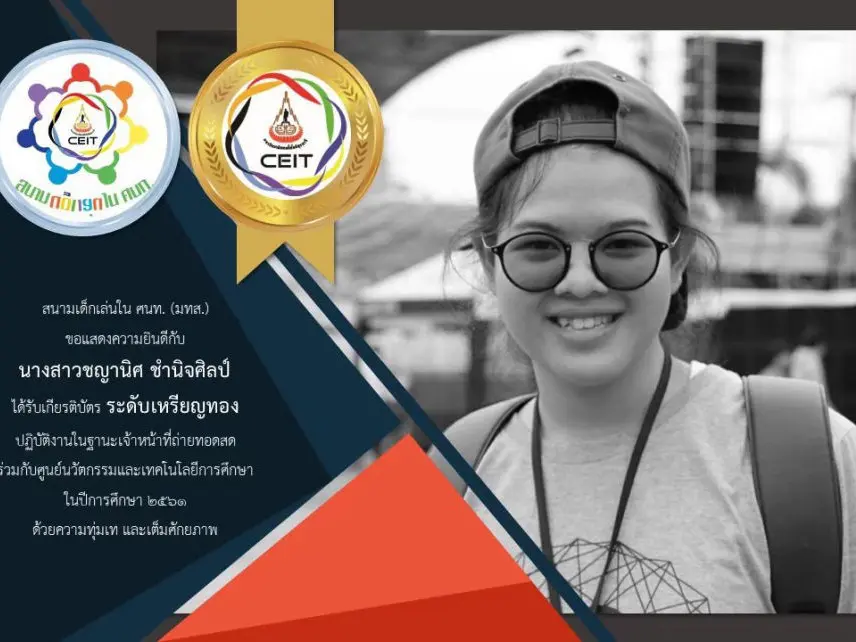 CEIT
สนามเด็กเล่นใน ศนท.
CEIT
สนามเด็กเล่นใน ศนท. (มทส.)
ขอแสดงความยินดีกับ
นางสาวชญานิศ ชำนิจศิลป์
ได้รับเกียรติบัตร ระดับเหรียญทอง
ปฏิบัติงานในฐานะเจ้าหน้าที่ถ่ายทอดสด
ร่วมกับศูนย์นวัตกรรมและเทคโนโลยีการศึกษา
ในปีการศึกษา ๒๕๖๑
ด้วยความทุ่มเท และเต็มศักยภาพ